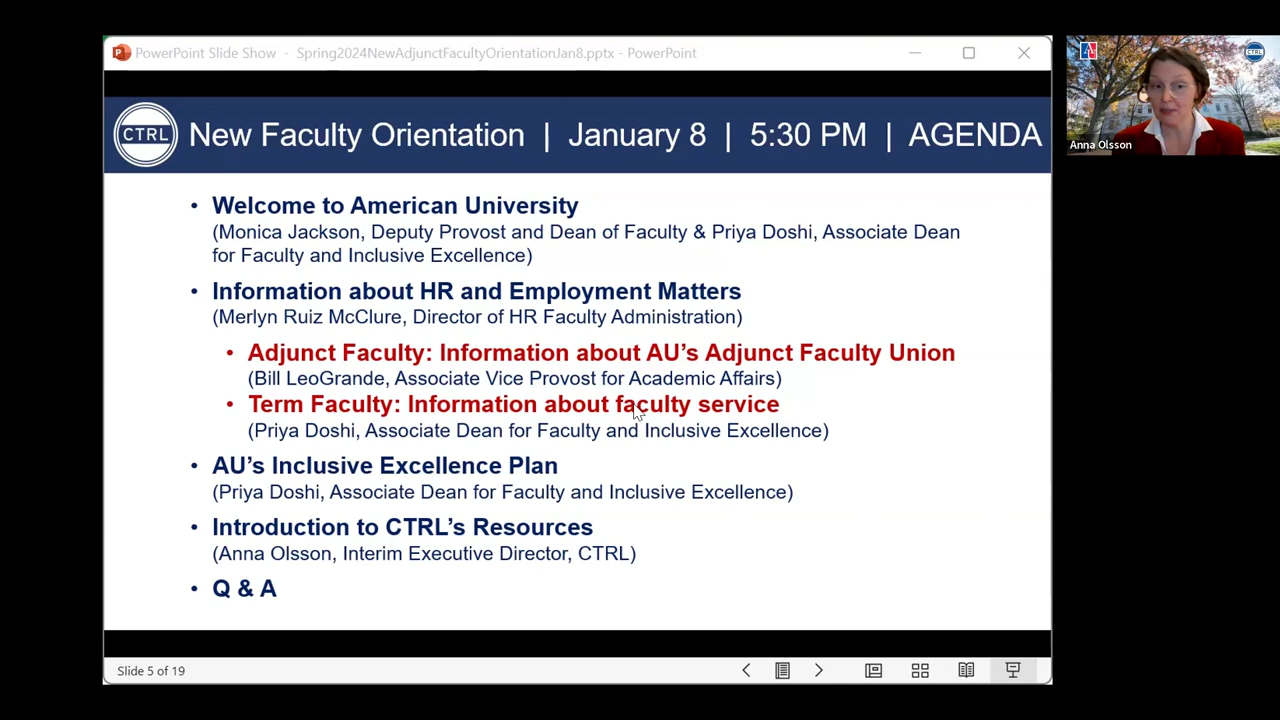 PowerPoint Slide Show - Spring2024NewAdjunctFacultyOrientationJan8.pptx - PowerPoint
CTRL
Anna Olsson
CTRL New Faculty Orientation | January 8 | 5:30 PM | AGENDA
• Welcome to American University
(Monica Jackson, Deputy Provost and Dean of Faculty & Priya Doshi, Associate Dean
for Faculty and Inclusive Excellence)
• Information about HR and Employment Matters
(Merlyn Ruiz McClure, Director of HR Faculty Administration)
• Adjunct Faculty: Information about AU’s Adjunct Faculty Union
(Bill LeoGrande, Associate Vice Provost for Academic Affairs)
• Term Faculty: Information about faculty service
(Priya Doshi, Associate Dean for Faculty and Inclusive Excellence)
• AU’s Inclusive Excellence Plan
(Priya Doshi, Associate Dean for Faculty and Inclusive Excellence)
• Introduction to CTRL’s Resources
(Anna Olsson, Interim Executive Director, CTRL)
• Q & A
Slide 5 of 19